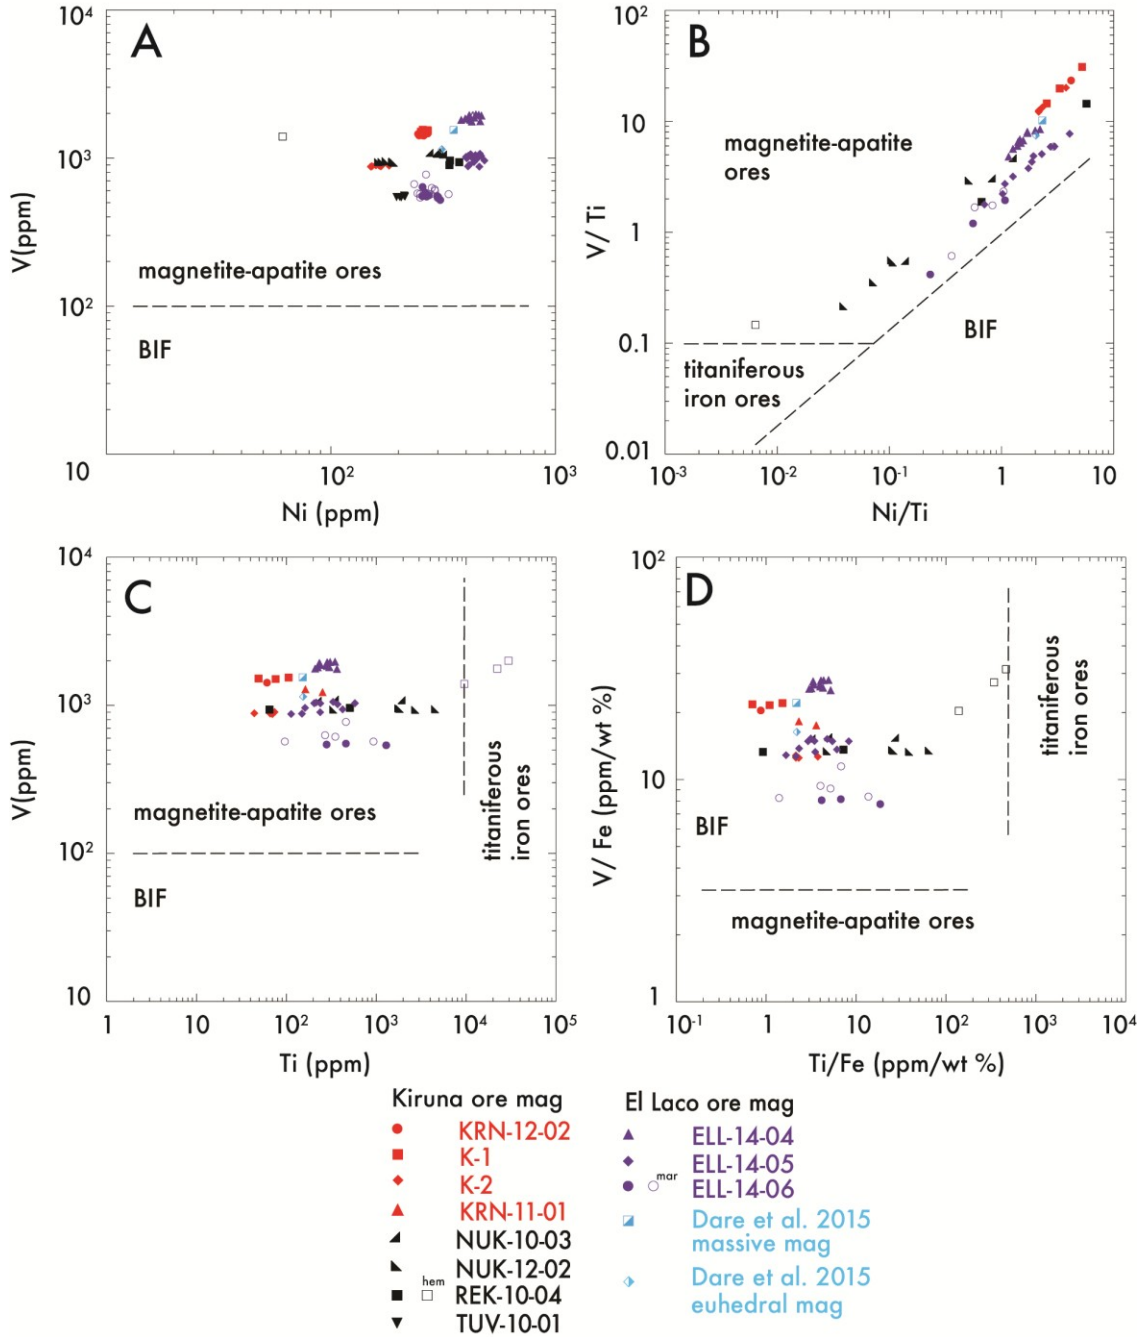 A
10⁴
10³
10²
10
V(ppm)
magnetite-apatite ores
BIF
10²
10³
Ni (ppm)
B
10²
10
1
0.1
0.01
V/ Ti
magnetite-apatite
ores
BIF
titaniferous
iron ores
10⁻³
10⁻²
10⁻¹
1
10
Ni/Ti
C
10⁴
10³
10²
10
V(ppm)
magnetite-apatite ores
BIF
titaniferous
iron ores
1
10
10²
10³
10⁴
10⁵
Ti (ppm)
D
10²
10
1
V/ Fe (ppm/wt %)
BIF
magnetite-apatite ores
titaniferous
iron ores
10⁻¹
1
10
10²
10³
10⁴
Ti/Fe (ppm/wt %)
Kiruna ore mag
KRN-12-02
K-1
K-2
KRN-11-01
NUK-10-03
NUK-12-02
hem
REK-10-04
TUV-10-01
El Laco ore mag
ELL-14-04
ELL-14-05
mar
ELL-14-06
Dare et al. 2015
massive mag
Dare et al. 2015
euhedral mag